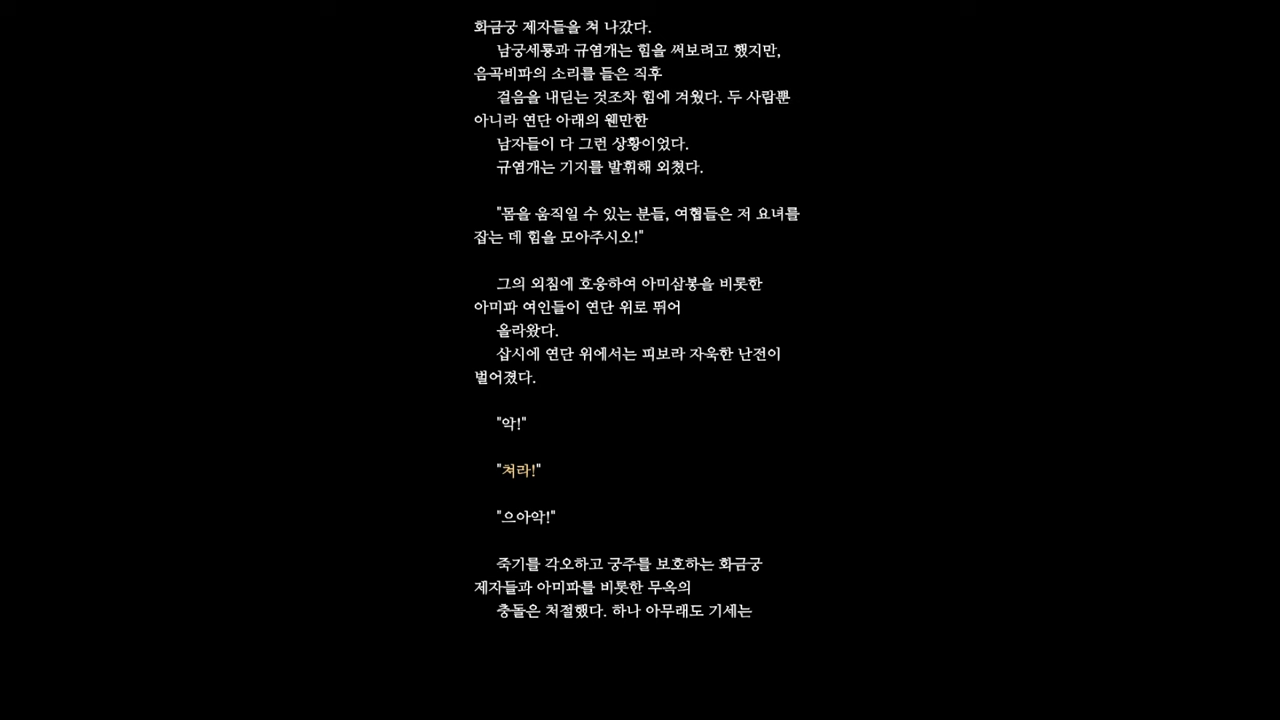 화금궁 제자들을 쳐 나갔다.
남궁세룡과 규염개는 힘을 써보려고 했지만,
음곡비파의 소리를 들은 직후
걸음을 내딛는 것조차 힘에 겨웠다. 두 사람뿐
아니라 연단 아래의 웬만한
남자들이 다 그런 상황이었다.
규염개는 기지를 발휘해 외쳤다.
"몸을 움직일 수 있는 분들, 여협들은 저 요녀를
잡는 데 힘을 모아주시오!"
그의 외침에 호응하여 아미삼봉을 비롯한
아미파 여인들이 연단 위로 뛰어
올라왔다.
삽시에 연단 위에서는 피보라 자욱한 난전이
벌어졌다.
"악!"
"쳐라!"
"으아악!"
죽기를 각오하고 궁주를 보호하는 화금궁
제자들과 아미파를 비롯한 무옥의
충돌은 처절했다. 하나 아무래도 기세는